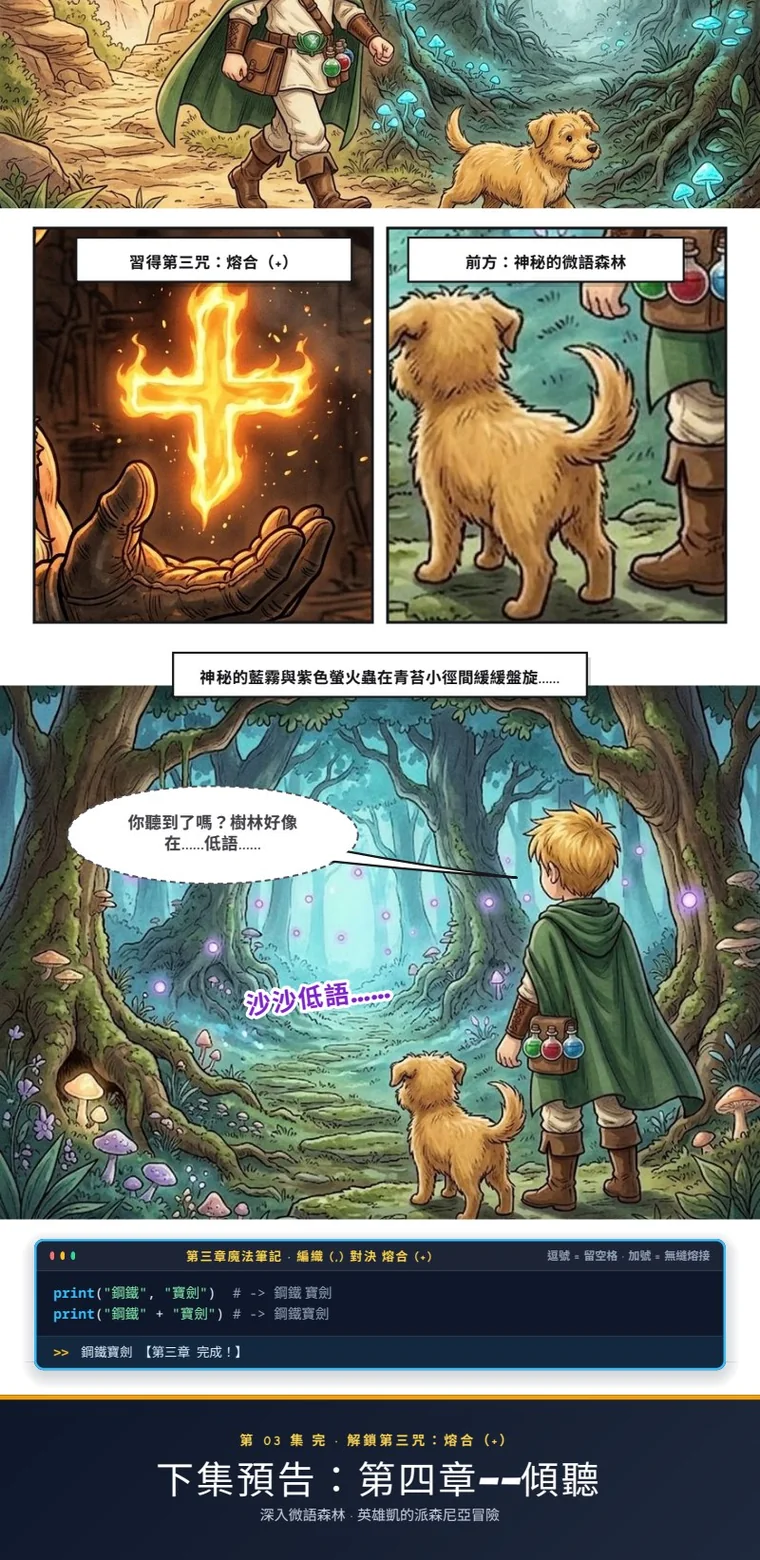 習得第三咒：熔合（+）
前方：神秘的微語森林
神秘的藍霧與紫色螢火蟲在青苔小徑間緩緩盤旋……
你聽到了嗎？樹林好像
在……低語……
沙沙低語……
第三章魔法筆記 · 編織 (,) 對決 熔合 (+)
逗號 = 留空格 · 加號 = 無縫熔接
print("鋼鐵", "寶劍")  # -> 鋼鐵 寶劍
print("鋼鐵" + "寶劍") # -> 鋼鐵寶劍
>> 鋼鐵寶劍 【第三章 完成！】
第 03 集 完 · 解鎖第三咒：熔合（+）
下集預告：第四章--傾聽
深入微語森林 · 英雄凱的派森尼亞冒險